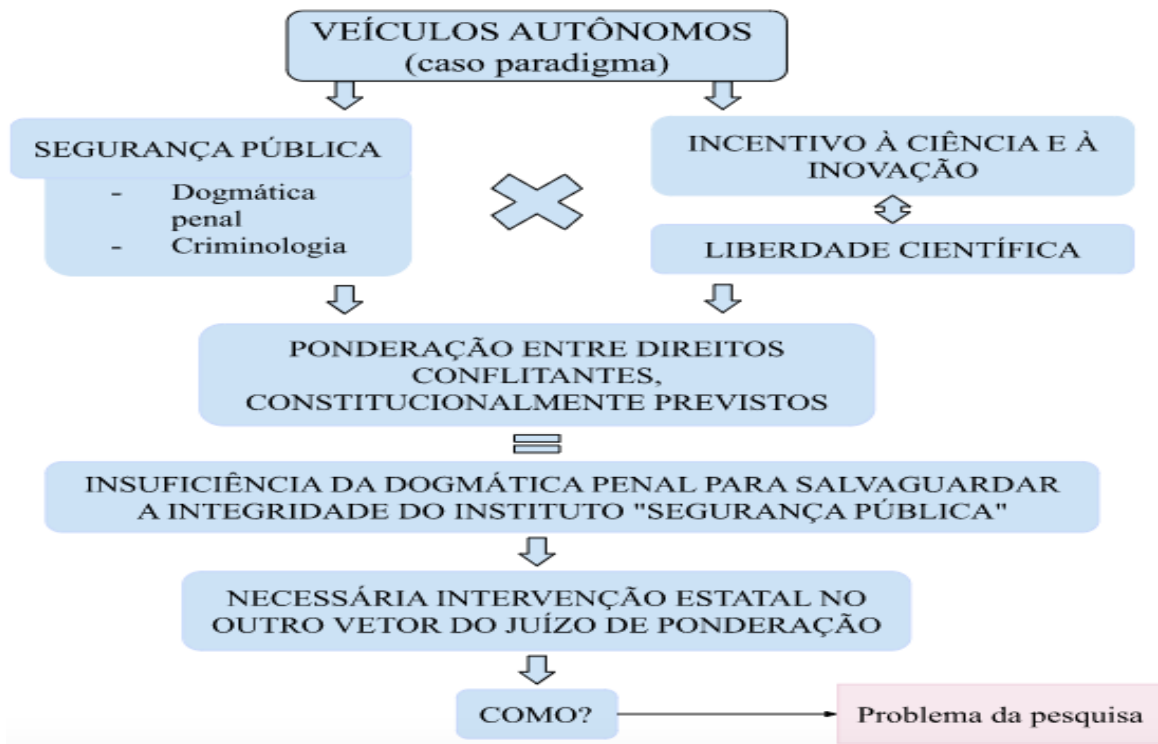 VEÍCULOS AUTÔNOMOS
(caso paradigma)
SEGURANÇA PÚBLICA
- Dogmática
penal
- Criminologia
INCENTIVO À CIÊNCIA E À
INOVAÇÃO
LIBERDADE CIENTÍFICA
PONDERAÇÃO ENTRE DIREITOS
CONFLITANTES,
CONSTITUCIONALMENTE PREVISTOS
INSUFICIÊNCIA DA DOGMÁTICA PENAL PARA SALVAGUARDAR
A INTEGRIDADE DO INSTITUTO "SEGURANÇA PÚBLICA"
NECESSÁRIA INTERVENÇÃO ESTATAL NO
OUTRO VETOR DO JUÍZO DE PONDERAÇÃO
COMO?
Problema da pesquisa